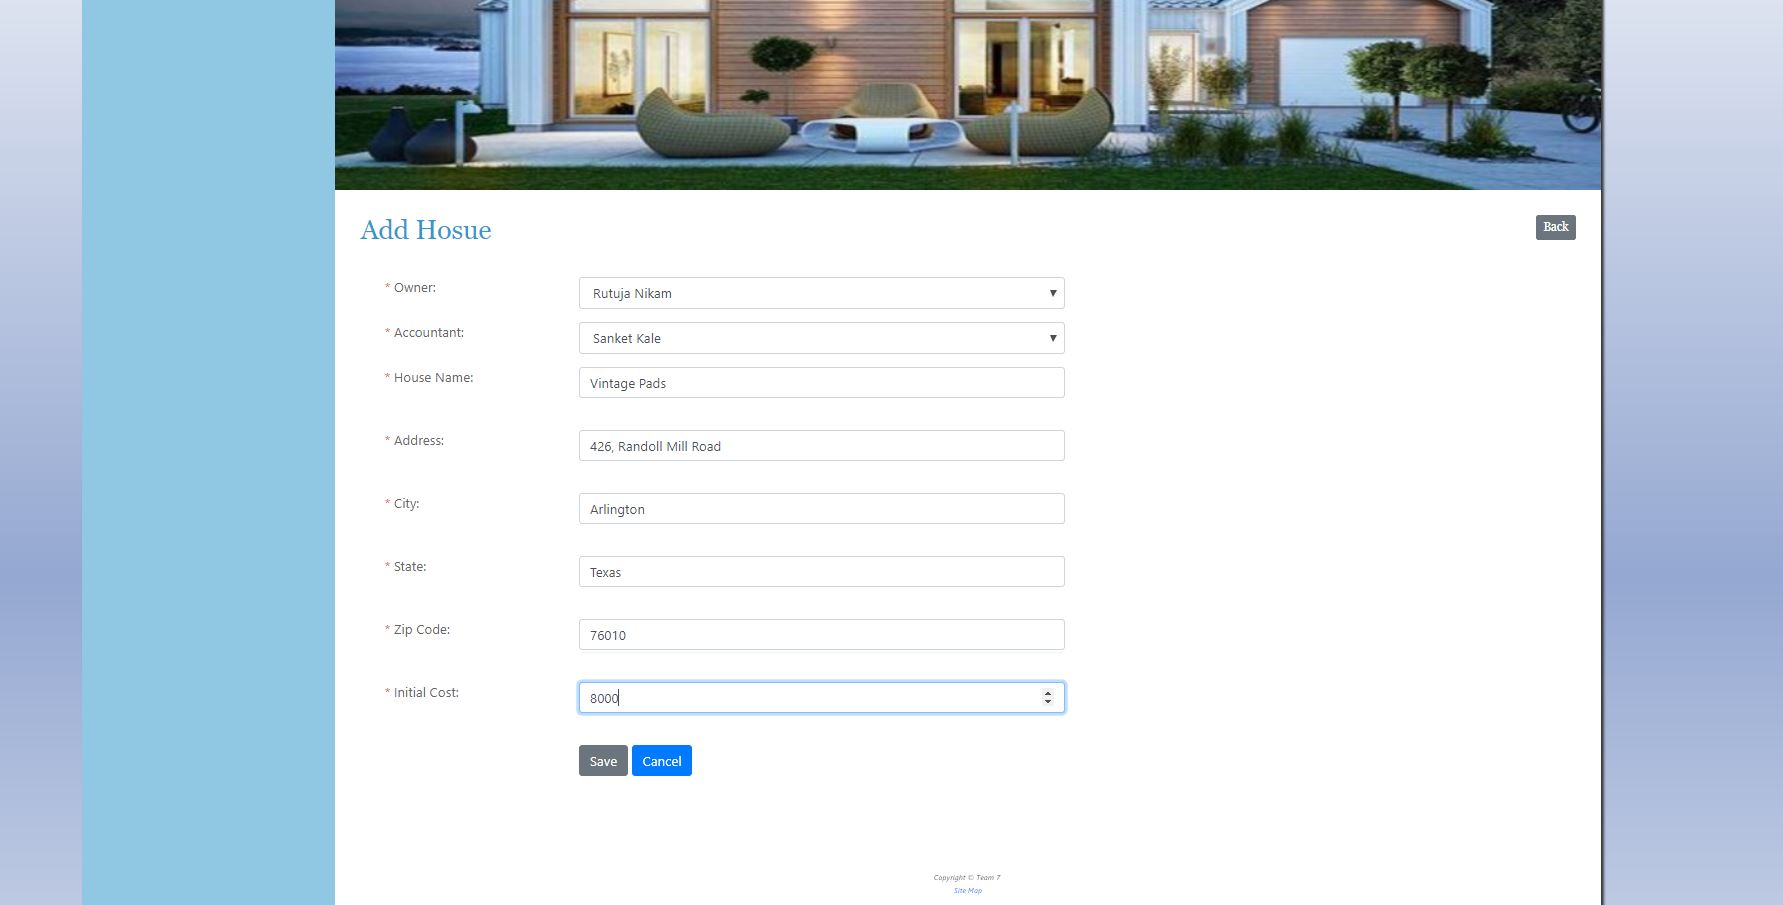 Add Hosue
Back
* Owner:
Rutuja Nikam
* Accountant:
Sanket Kale
* House Name:
Vintage Pads
* Address:
426, Randoll Mill Road
* City:
Arlington
* State:
Texas
* Zip Code:
76010
* Initial Cost:
8000
Save Cancel
Copyright © Team 7
Site Map